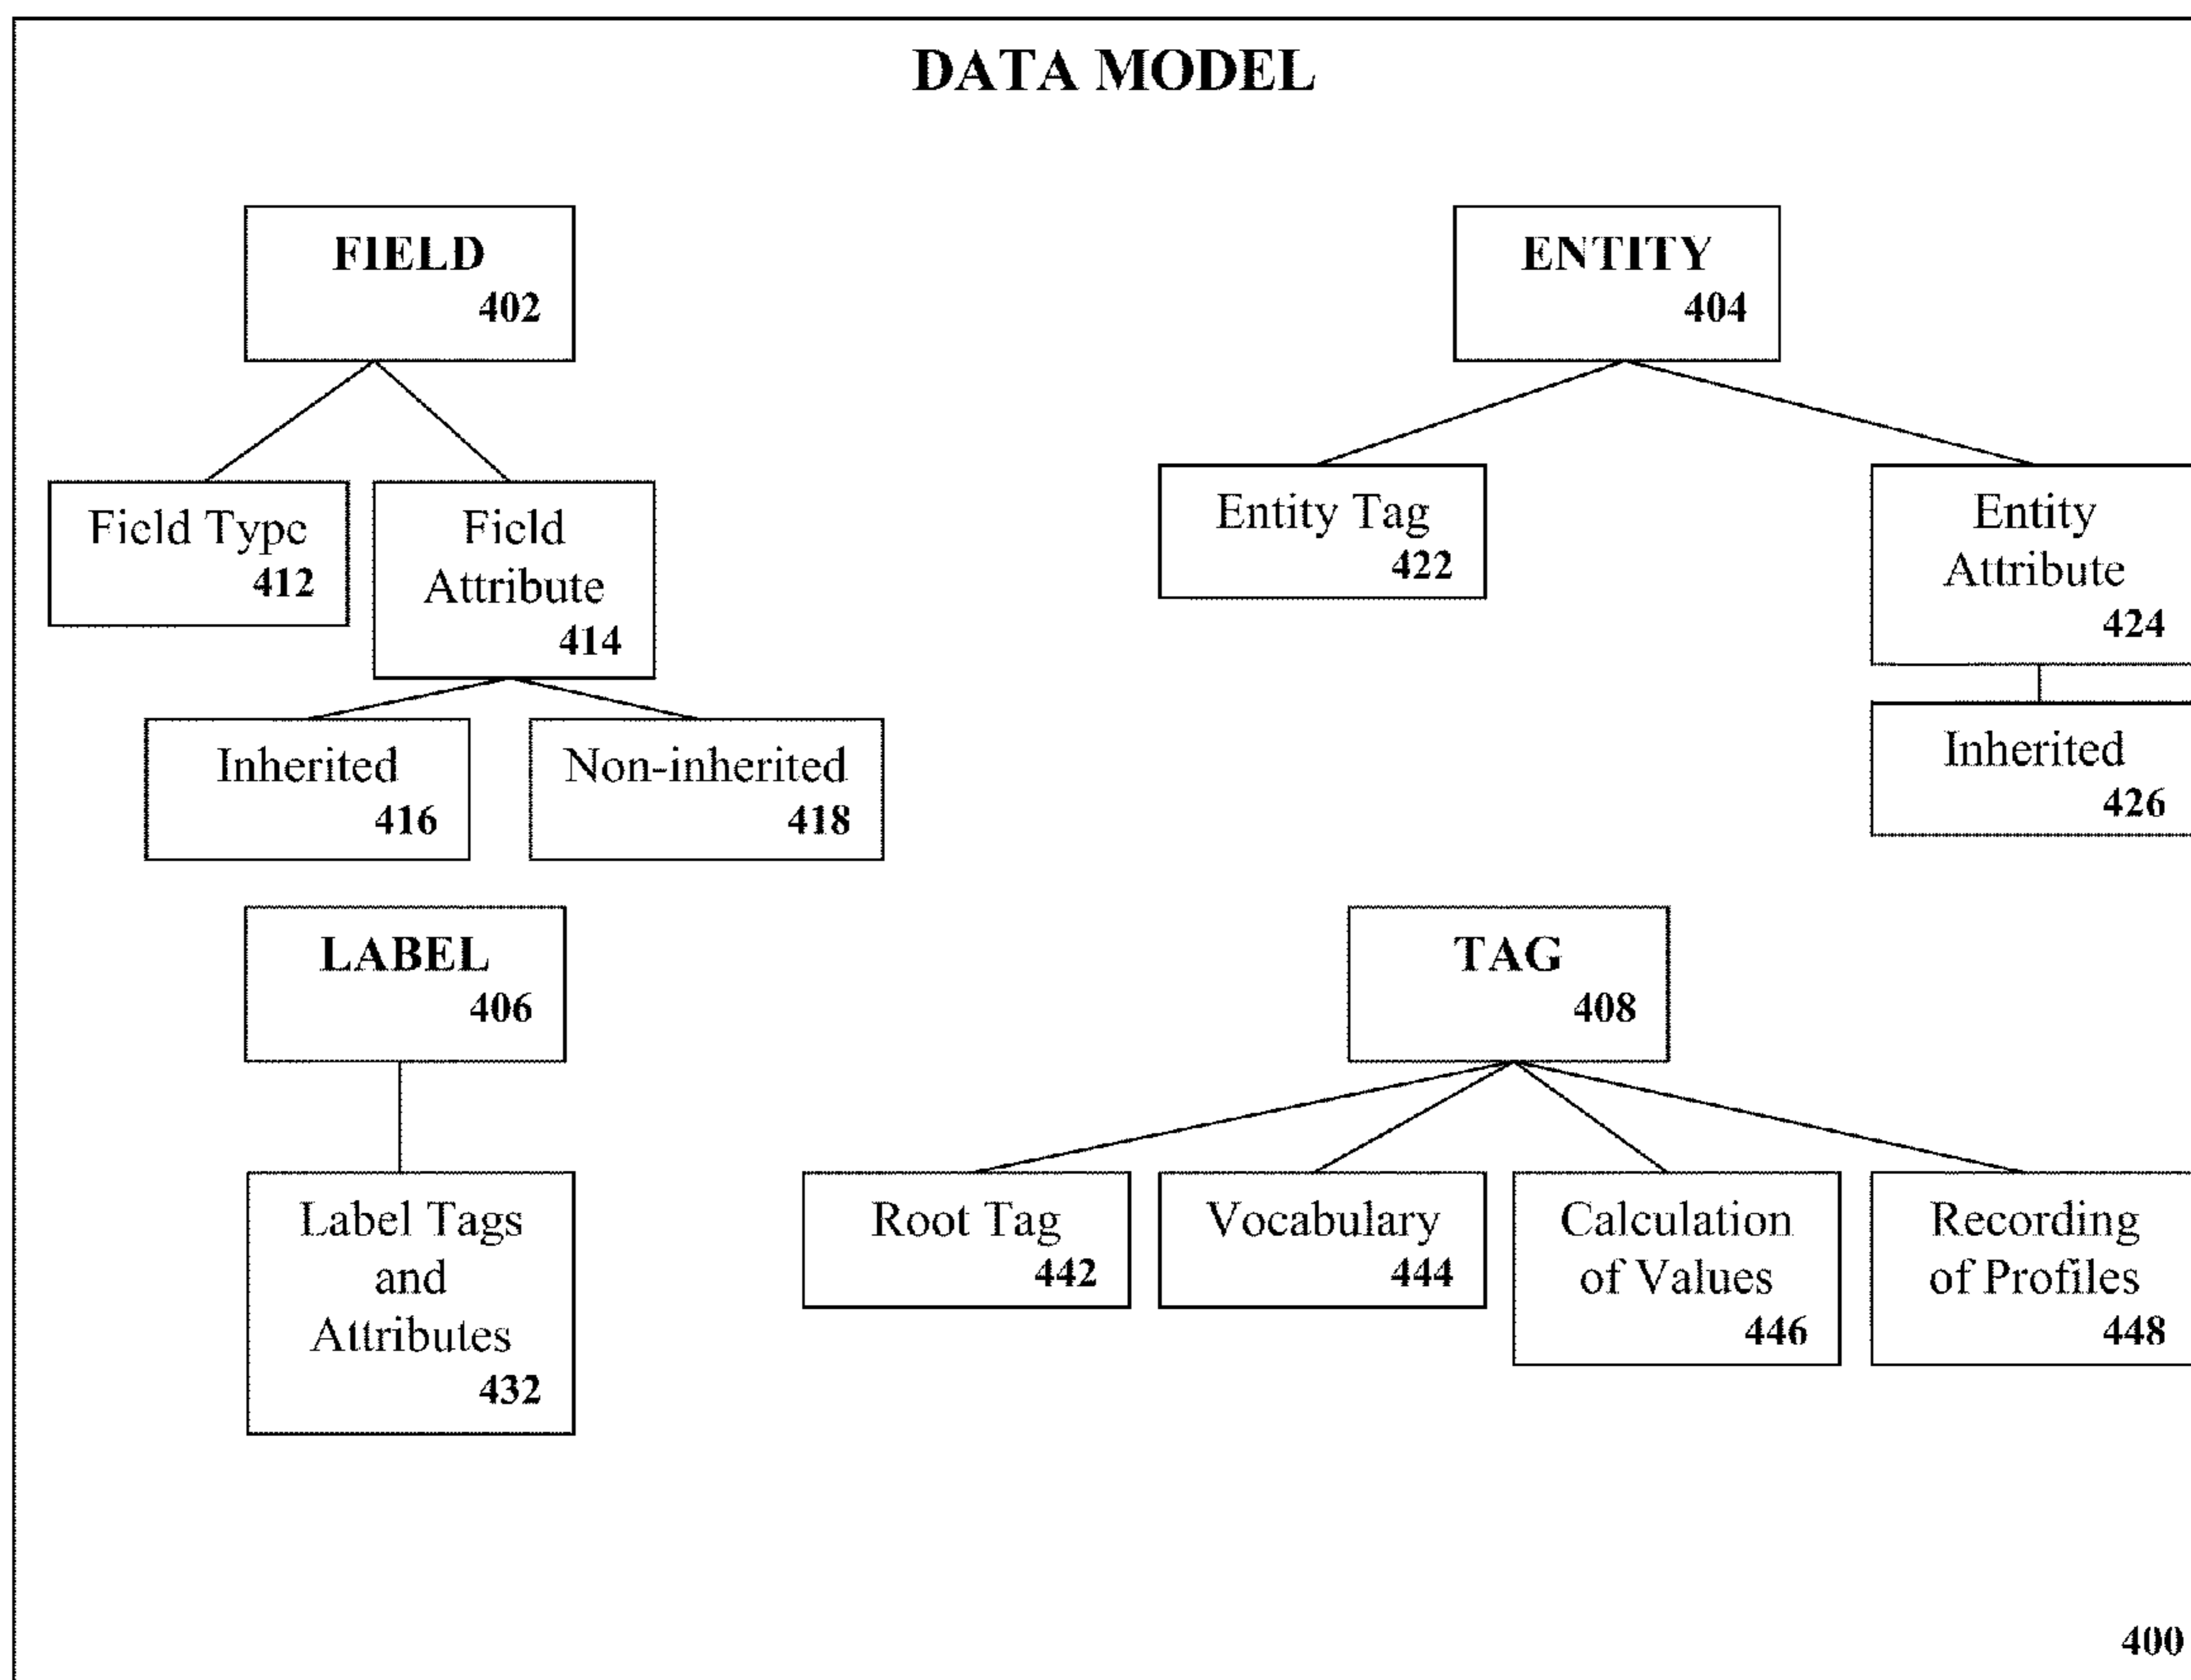 DATA MODEL
FIELD
402
ENTITY
404
Field Type
412
Field
Attribute
414
Entity Tag
422
Entity
Attribute
424
Inherited
416
Non-inherited
418
Inherited
426
LABEL
406
TAG
408
Label Tags
and
Attributes
432
Root Tag
442
Vocabulary
444
Calculation
of Values
446
Recording
of Profiles
448
400